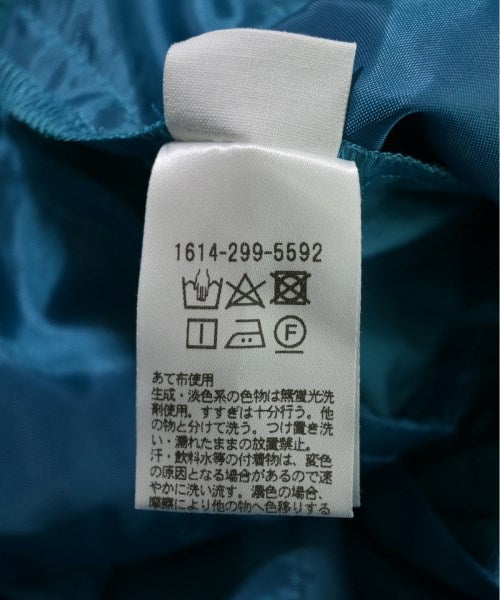 1614-299-5592
F
あて布使用
生成・淡色系の色物は無蛍光洗
剤使用。すすぎは十分行う。他
の物と分けて洗う。つけ置き洗
い・濡れたままの放置禁止。
汗・飲料水等の付着物は、変色
の原因となる場合があるので速
やかに洗い流す。濃色の場合、
摩擦により他の物へ色移りする